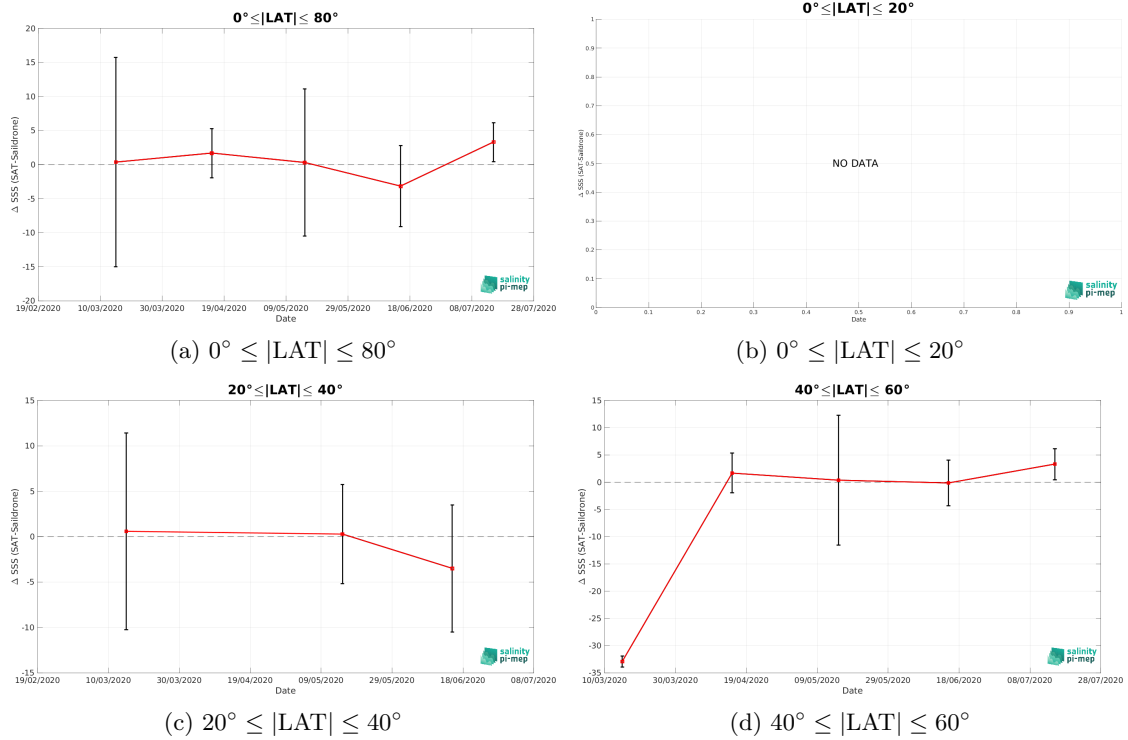 0°≤|LAT|≤ 80°
20
15
10
5
0
-5
-10
-15
-20
Δ SSS (SAT-Saildrone)
19/02/2020 10/03/2020 30/03/2020 19/04/2020 09/05/2020 29/05/2020 18/06/2020 08/07/2020 28/07/2020
Date
salinity
pi-mep
(a) 0° ≤ |LAT| ≤ 80°
0°≤|LAT|≤ 20°
1
0.9
0.8
0.7
0.6
0.5
0.4
0.3
0.2
0.1
0
Δ SSS (SAT-Saildrone)
NO DATA
0 0.1 0.2 0.3 0.4 0.5 0.6 0.7 0.8 0.9 1
Date
salinity
pi-mep
(b) 0° ≤ |LAT| ≤ 20°
20°≤|LAT|≤ 40°
15
10
5
0
-5
-10
-15
Δ SSS (SAT-Saildrone)
19/02/2020 10/03/2020 30/03/2020 19/04/2020 09/05/2020 29/05/2020 18/06/2020 08/07/2020
Date
salinity
pi-mep
(c) 20° ≤ |LAT| ≤ 40°
40°≤|LAT|≤ 60°
15
10
5
0
-5
-10
-15
-20
-25
-30
-35
Δ SSS (SAT-Saildrone)
10/03/2020 30/03/2020 19/04/2020 09/05/2020 29/05/2020 18/06/2020 08/07/2020 28/07/2020
Date
salinity
pi-mep
(d) 40° ≤ |LAT| ≤ 60°